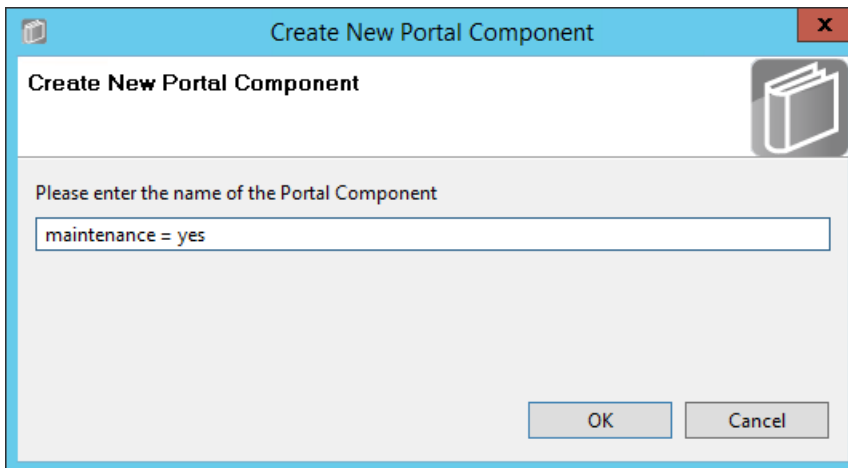 Create New Portal Component
x
Create New Portal Component
Please enter the name of the Portal Component
maintenance = yes
OK Cancel